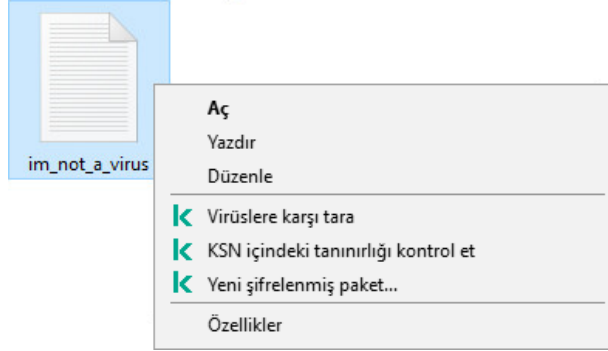 im_not_a_virus
Aç
Yazdır
Düzenle
Virüslere karşı tara
KSN içindeki tanınırlığı kontrol et
Yeni şifrelenmiş paket...
Özellikler